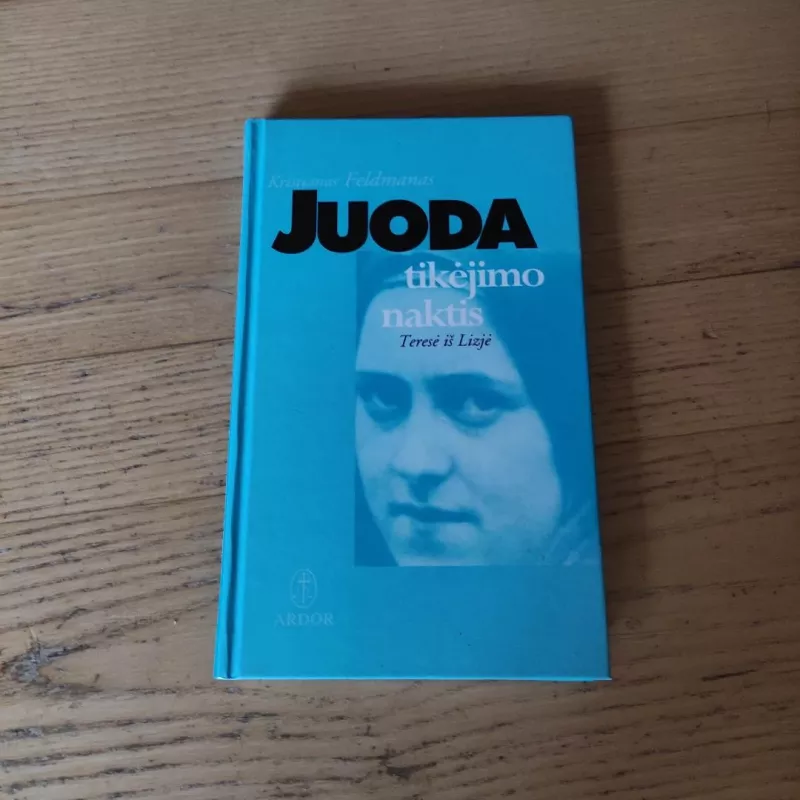 Kristianas Feldmanas
JUODA
tikėjimo
naktis
Teresė iš Lizjė
ARDOR